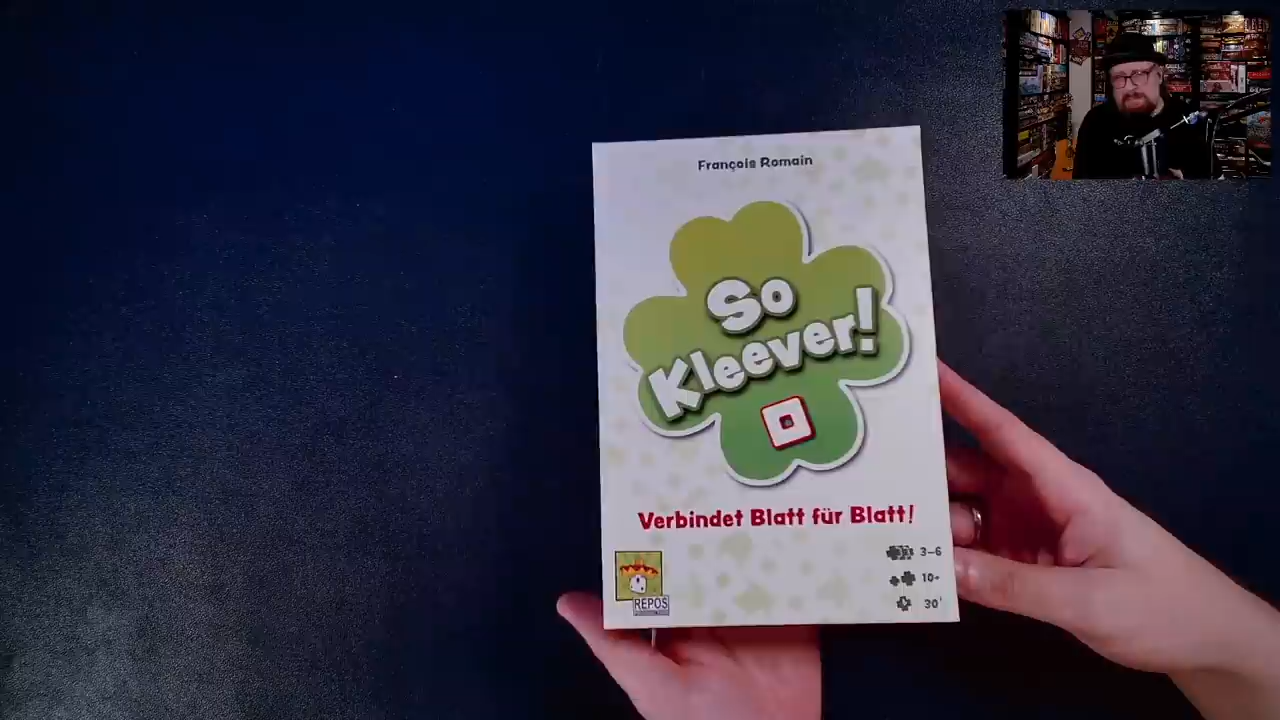 François Romain
So
Kleever!
Verbindet Blatt für Blatt!
3–6
10+
30'
REPOS